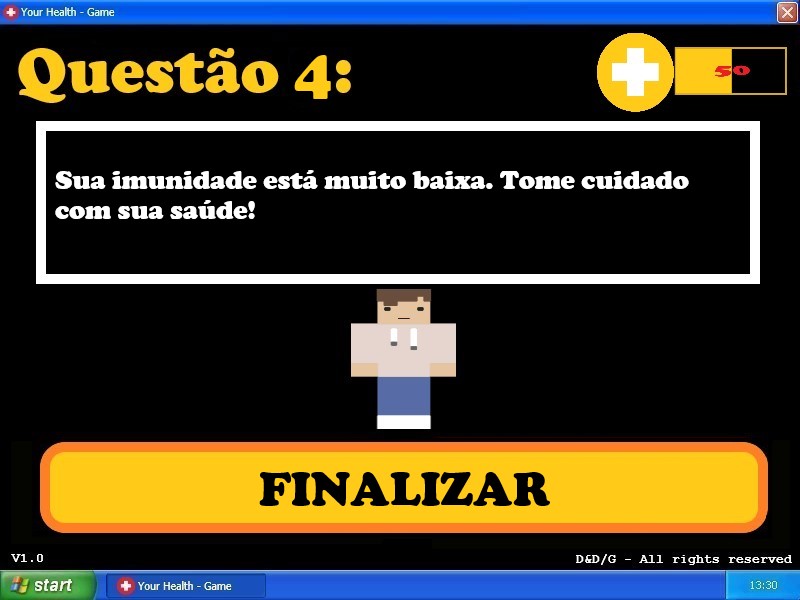 Your Health - Game
Questão 4:
50
Sua imunidade está muito baixa. Tome cuidado
com sua saúde!
FINALIZAR
V1.0
D&D/G - All rights reserved
start
Your Health - Game
13:30